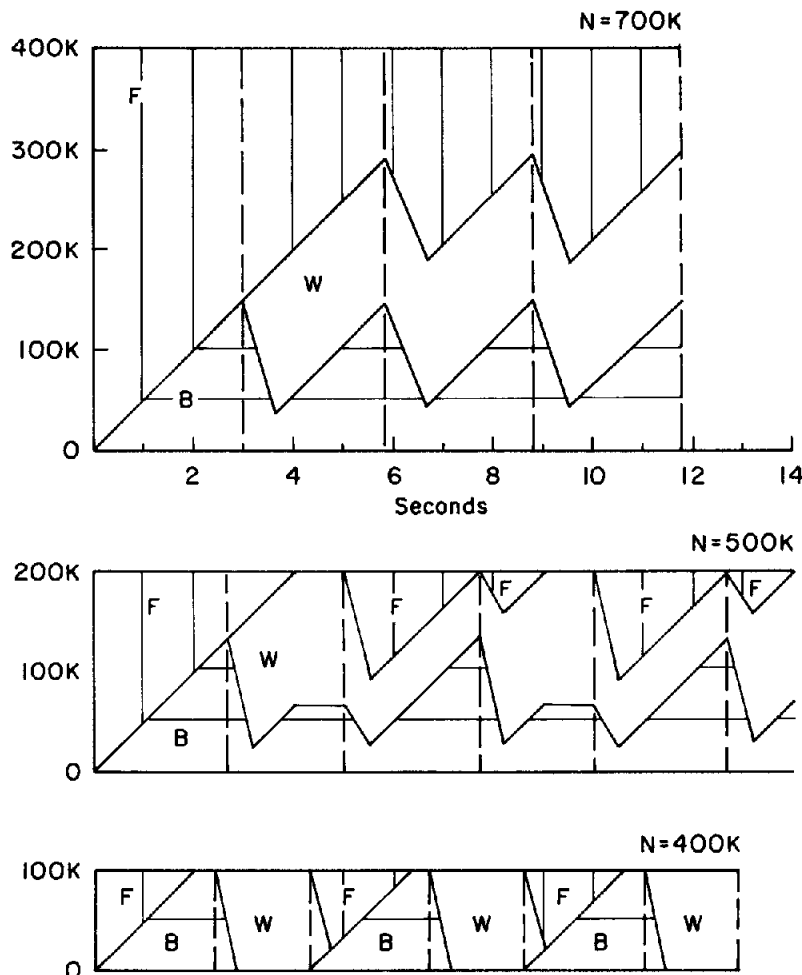 N=700K
400K
F
300K
200K
W
100K
B
0
2 4 6 8 10 12 14
Seconds
N=500K
200K
F F F F F
W
100K
B
0
N=400K
100K
F F F
W W W
B B B
0